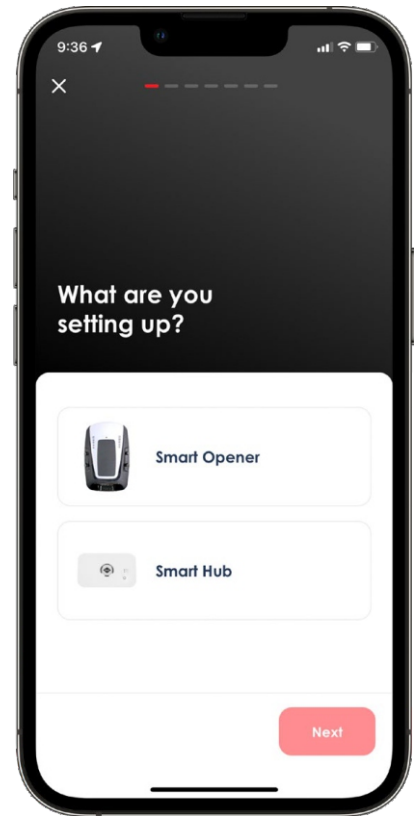 9:36
What are you
setting up?
Smart Opener
Smart Hub
Next